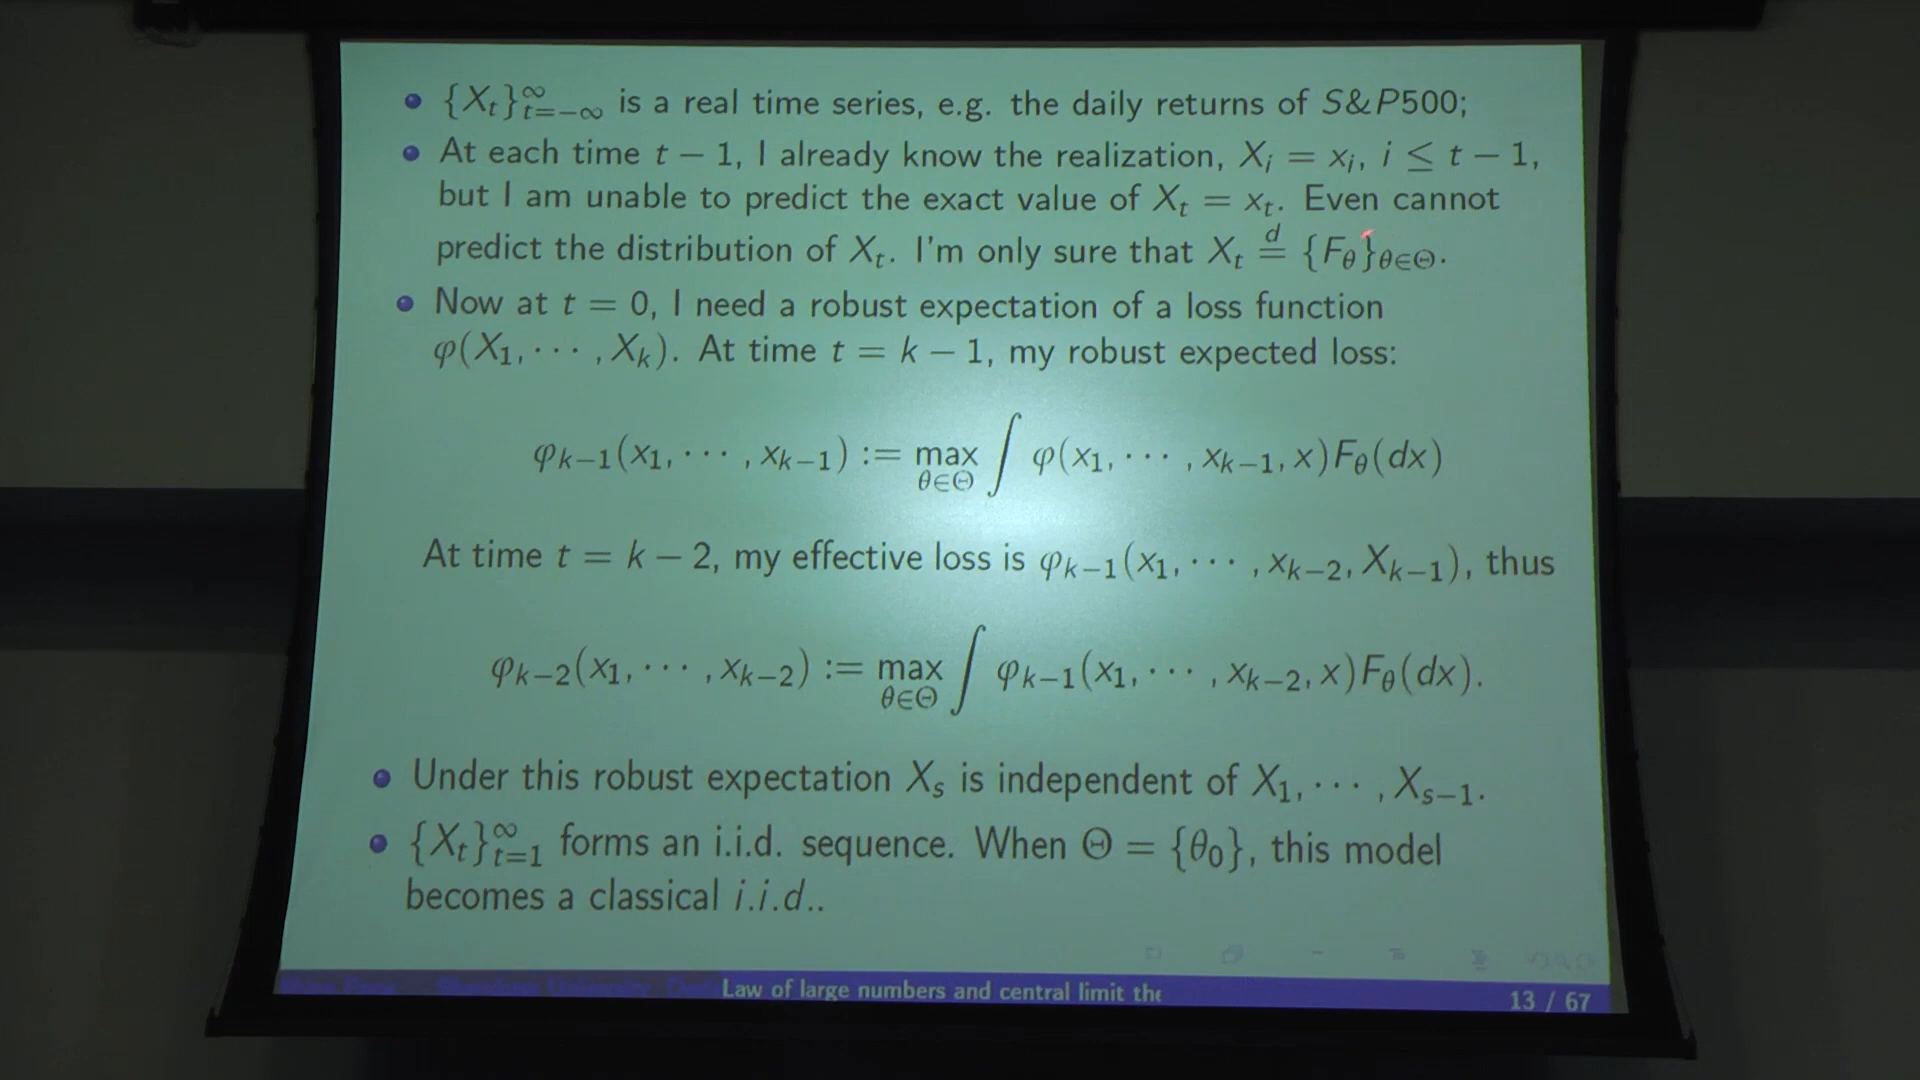 {X_t}_{t=-∞}^∞ is a real time series, e.g. the daily returns of S&P500;
At each time t − 1, I already know the realization, X_i = x_i, i ≤ t − 1,
but I am unable to predict the exact value of X_t = x_t. Even cannot
predict the distribution of X_t. I'm only sure that X_t \overset{d}{=} {F_θ}_{θ∈Θ}.
Now at t = 0, I need a robust expectation of a loss function
φ(X_1, ··· , X_k). At time t = k − 1, my robust expected loss:
φ_{k−1}(x_1, ··· , x_{k−1}) := max_{θ∈Θ} ∫ φ(x_1, ··· , x_{k−1}, x)F_θ(dx)
At time t = k − 2, my effective loss is φ_{k−1}(x_1, ··· , x_{k−2}, X_{k−1}), thus
φ_{k−2}(x_1, ··· , x_{k−2}) := max_{θ∈Θ} ∫ φ_{k−1}(x_1, ··· , x_{k−2}, x)F_θ(dx).
Under this robust expectation X_s is independent of X_1, ··· , X_{s−1}.
{X_t}_{t=1}^∞ forms an i.i.d. sequence. When Θ = {θ_0}, this model
becomes a classical i.i.d..
Law of large numbers and central limit the
13 / 67